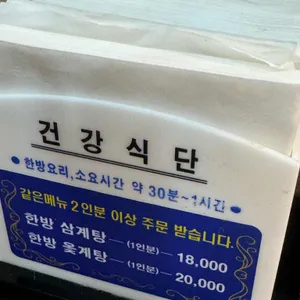 건강식단
● 한방요리,소요시간 약 30분~1시간 ●
같은메뉴 2인분 이상 주문 받습니다.
한방 삼계탕 — (1인분) — 18,000
한방 옻계탕 — (1인분) — 20,000